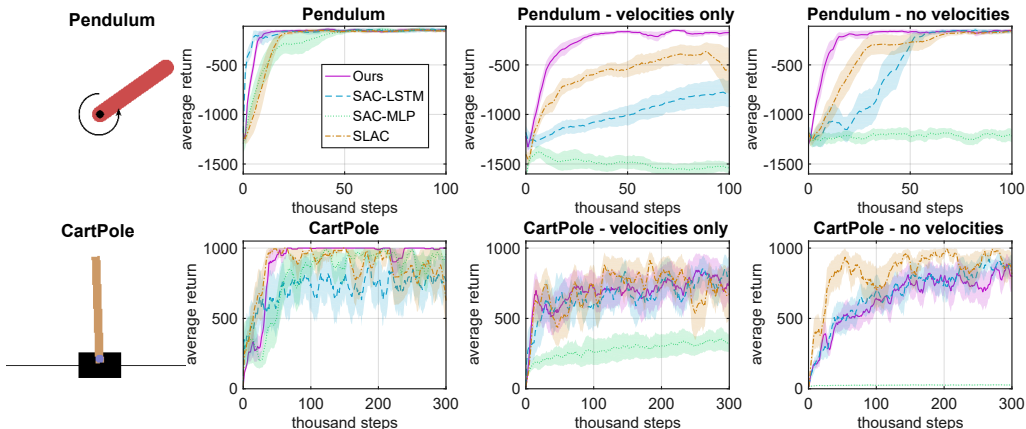 Pendulum
Pendulum
Pendulum - velocities only
Pendulum - no velocities
average return
-500
-1000
-1500
0
50
100
thousand steps
Ours
SAC-LSTM
SAC-MLP
SLAC
average return
-500
-1000
-1500
0
50
100
thousand steps
average return
-500
-1000
-1500
0
50
100
thousand steps
CartPole
CartPole
CartPole - velocities only
CartPole - no velocities
average return
1000
500
0
0
100
200
300
thousand steps
average return
1000
500
0
0
100
200
300
thousand steps
average return
1000
500
0
0
100
200
300
thousand steps